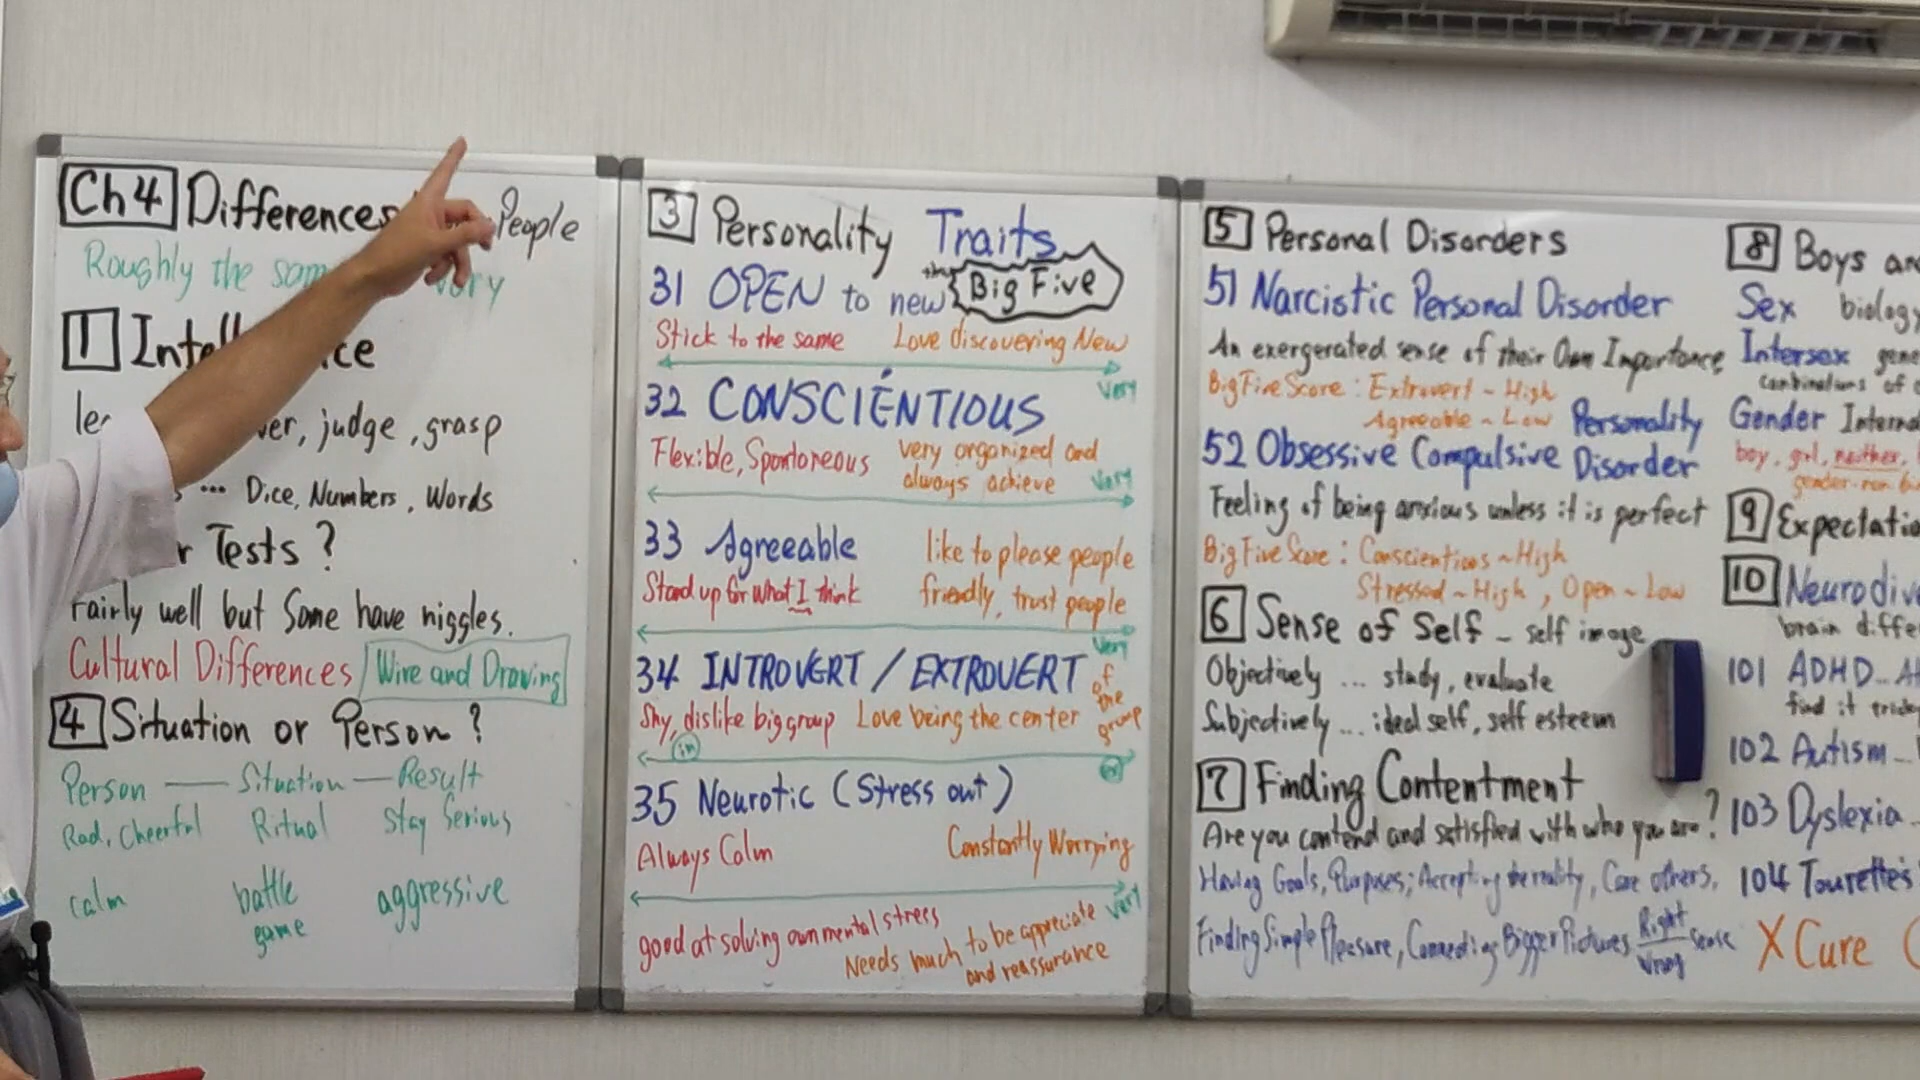 Ch4 Differences People
Roughly the sam vary
1 Int ce
le er, judge, grasp
... Dice, Numbers, Words
r Tests?
Fairly well but Some have niggles.
Cultural Differences / Wire and Drawing
4 Situation or Person?
Person — Situation — Result
Rad, Cheerful Ritual Stay Serious
calm battle game aggressive
3 Personality Traits
the Big Five
31 OPEN to new
Stick to the same Love discovering New
very
32 CONSCIENTIOUS
Flexible, Spontoneous very organized and
always achieve very
33 Agreeable like to please people
Stand up for what I think friendly, trust people
very
34 INTROVERT / EXTROVERT
Shy, dislike big group Love being the center of the group
in
35 Neurotic (Stress out)
Always Calm Constantly Worrying
very
good at solving own mental stress
Needs much to be appreciate
and reassurance
5 Personal Disorders
51 Narcistic Personal Disorder
An exergerated sense of their Own Importance
Big Five Score: Extrovert ~ High
Agreeable ~ Low
52 Obsessive Compulsive Personality Disorder
Feeling of being anxious unless it is perfect
Big Five Score: Conscientious ~ High
Stressed ~ High, Open ~ Low
6 Sense of Self - self image
Objectively ... study, evaluate
Subjectively ... ideal self, self esteem
7 Finding Contentment
Are you contend and satisfied with who you are?
Having Goals, Purposes; Accepting the reality, Care others,
Finding Simple Pleasure, Connecting Bigger Pictures, Right sense
8 Boys an
Sex biology
Intersex gene
combinations of
Gender Interna
boy, girl, neither,
gender-non-bi
9 Expectatio
10 Neurodive
brain differe
101 ADHD
find it
102 Autism
103 Dyslexia
104 Tourette's
X Cure